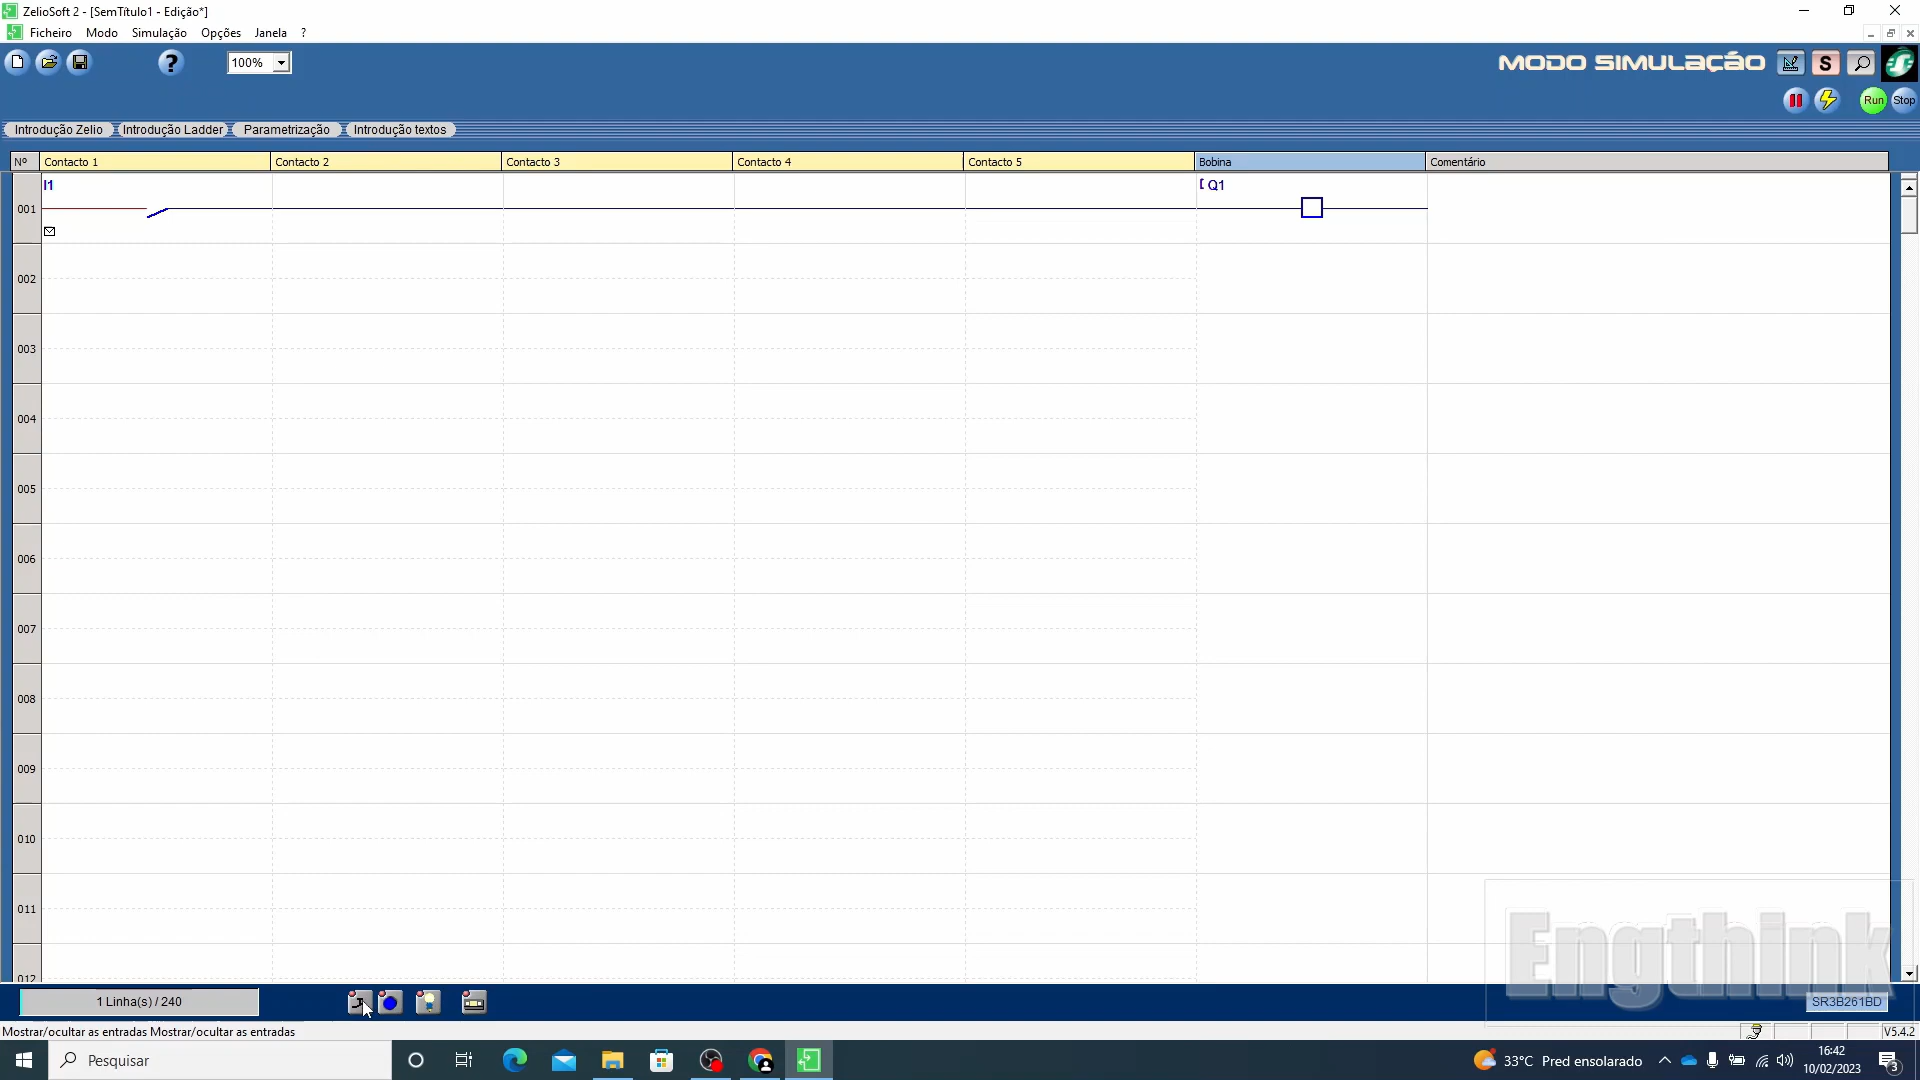 ZelioSoft 2 - [SemTítulo1 - Edição*]
Ficheiro Modo Simulação Opções Janela ?
? 100% MODO SIMULAÇÃO S
Run Stop
Introdução Zelio Introdução Ladder Parametrização Introdução textos
Nº Contacto 1 Contacto 2 Contacto 3 Contacto 4 Contacto 5 Bobina Comentário
I1 [ Q1
001
002
003
004
005
006
007
008
009
010
011
012
Engthink
1 Linha(s) / 240 SR3B261BD
Mostrar/ocultar as entradas Mostrar/ocultar as entradas V5.4.2
Pesquisar 33°C Pred ensolarado 16:42
10/02/2023 3